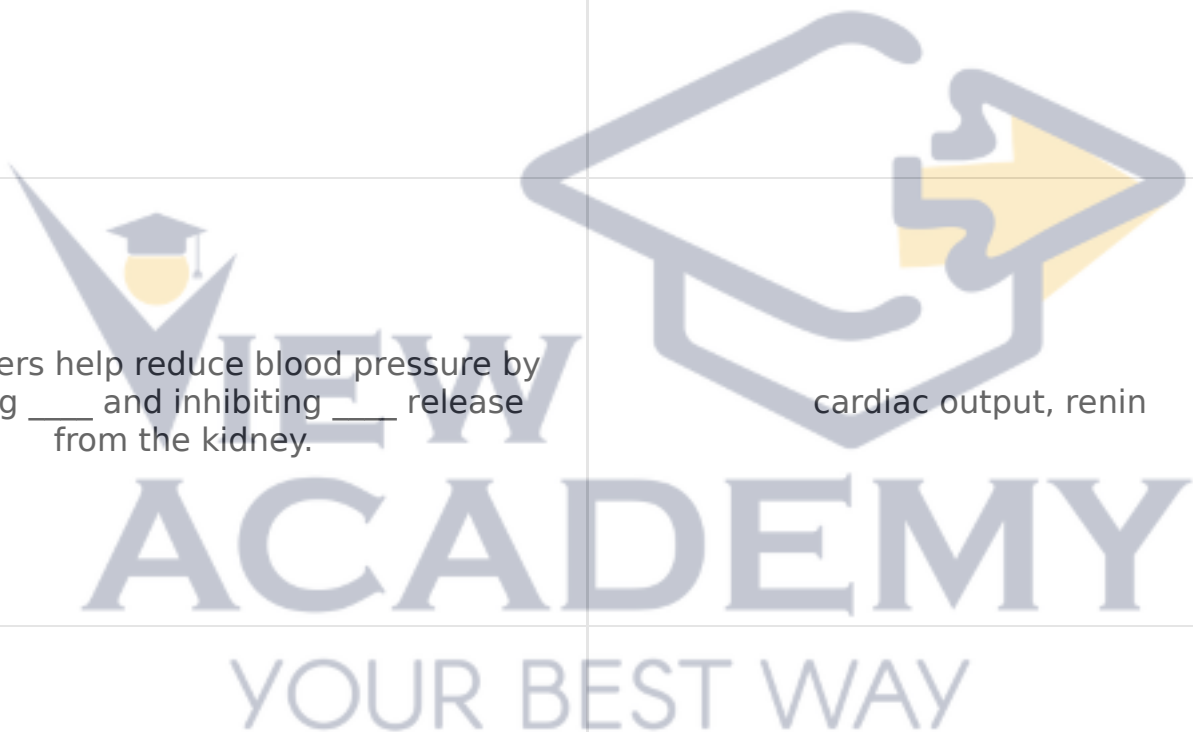 ers help reduce blood pressure by
g ____ and inhibiting ____ release
from the kidney.
cardiac output, renin
VIEW
ACADEMY
YOUR BEST WAY